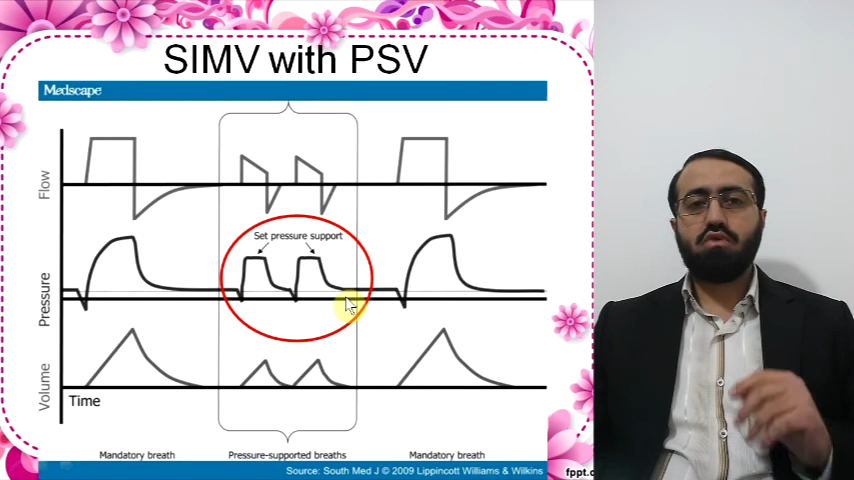 SIMV with PSV
Medscape
Flow
Set pressure support
Pressure
Volume
Time
Mandatory breath
Pressure-supported breaths
Mandatory breath
Source: South Med J © 2009 Lippincott Williams & Wilkins
fppt.c